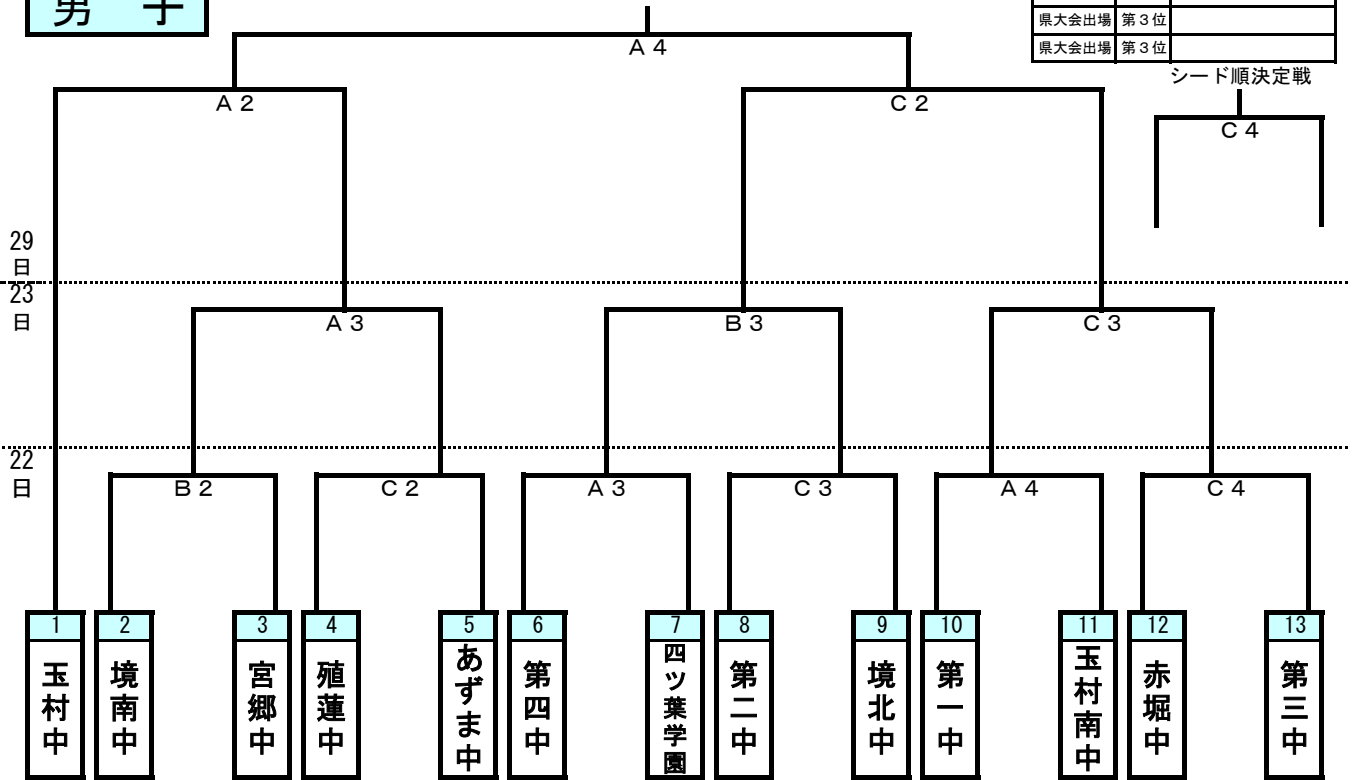 男 子
県大会出場 第３位
県大会出場 第３位
シード順決定戦
Ａ４
Ａ２
Ｃ２
Ｃ４
29
日
23
日
Ａ３
Ｂ３
Ｃ３
22
日
Ｂ２
Ｃ２
Ａ３
Ｃ３
Ａ４
Ｃ４
1
2
3
4
5
6
7
8
9
10
11
12
13
玉村中
境南中
宮郷中
殖蓮中
あずま中
第四中
四ツ葉学園
第二中
境北中
第一中
玉村南中
赤堀中
第三中